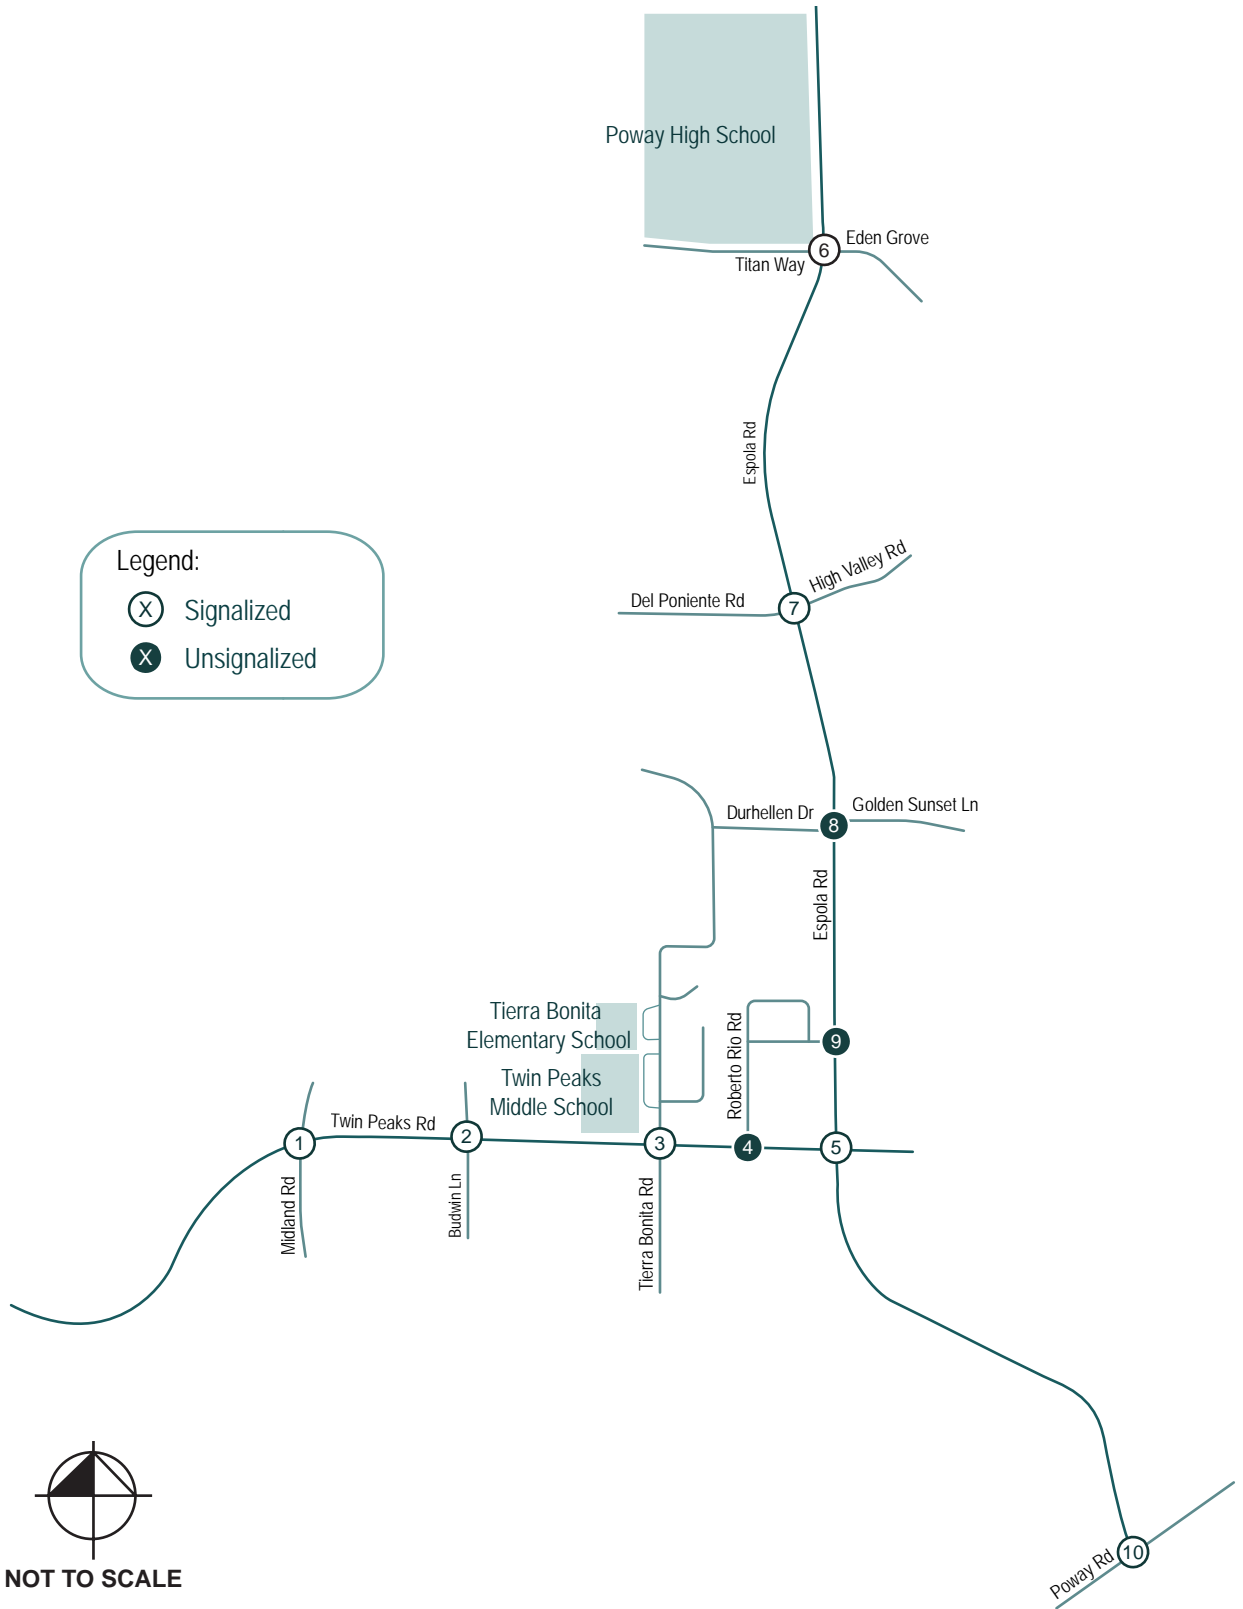 Poway High School
Eden Grove
6
Titan Way
Espola Rd
High Valley Rd
Del Poniente Rd
7
Legend:
X Signalized
X Unsignalized
Durhellen Dr
Golden Sunset Ln
8
Espola Rd
Tierra Bonita
Elementary School
Roberto Rio Rd
9
Twin Peaks
Middle School
Twin Peaks Rd
1
2
3
4
5
Midland Rd
Budwin Ln
Tierra Bonita Rd
NOT TO SCALE
Poway Rd
10